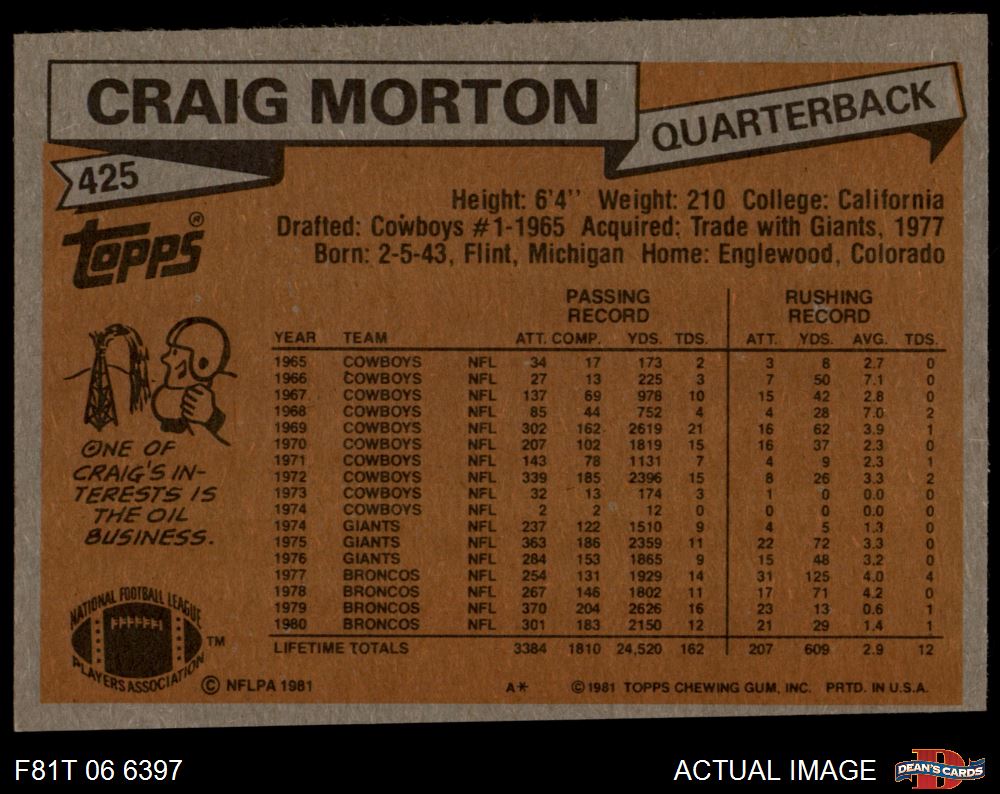 CRAIG MORTON
QUARTERBACK
425
topps®
Height: 6'4'' Weight: 210 College: California
Drafted: Cowboys #1-1965 Acquired: Trade with Giants, 1977
Born: 2-5-43, Flint, Michigan Home: Englewood, Colorado
PASSING RECORD RUSHING RECORD
YEAR TEAM ATT. COMP. YDS. TDS. ATT. YDS. AVG. TDS.
1965 COWBOYS NFL 34 17 173 2 3 8 2.7 0
1966 COWBOYS NFL 27 13 225 3 7 50 7.1 0
1967 COWBOYS NFL 137 69 978 10 15 42 2.8 0
1968 COWBOYS NFL 85 44 752 4 4 28 7.0 2
1969 COWBOYS NFL 302 162 2619 21 16 62 3.9 1
1970 COWBOYS NFL 207 102 1819 15 16 37 2.3 0
1971 COWBOYS NFL 143 78 1131 7 4 9 2.3 1
1972 COWBOYS NFL 339 185 2396 15 8 26 3.3 2
1973 COWBOYS NFL 32 13 174 3 1 0 0.0 0
1974 COWBOYS NFL 2 2 12 0 0 0 0.0 0
1974 GIANTS NFL 237 122 1510 9 4 5 1.3 0
1975 GIANTS NFL 363 186 2359 11 22 72 3.3 0
1976 GIANTS NFL 284 153 1865 9 15 48 3.2 0
1977 BRONCOS NFL 254 131 1929 14 31 125 4.0 4
1978 BRONCOS NFL 267 146 1802 11 17 71 4.2 0
1979 BRONCOS NFL 370 204 2626 16 23 13 0.6 1
1980 BRONCOS NFL 301 183 2150 12 21 29 1.4 1
LIFETIME TOTALS 3384 1810 24,520 162 207 609 2.9 12
ONE OF
CRAIG'S IN-
TERESTS IS
THE OIL
BUSINESS.
NATIONAL FOOTBALL LEAGUE
PLAYERS ASSOCIATION
TM
© NFLPA 1981 A* © 1981 TOPPS CHEWING GUM, INC. PRTD. IN U.S.A.
F81T 06 6397 ACTUAL IMAGE
DEAN'S CARDS